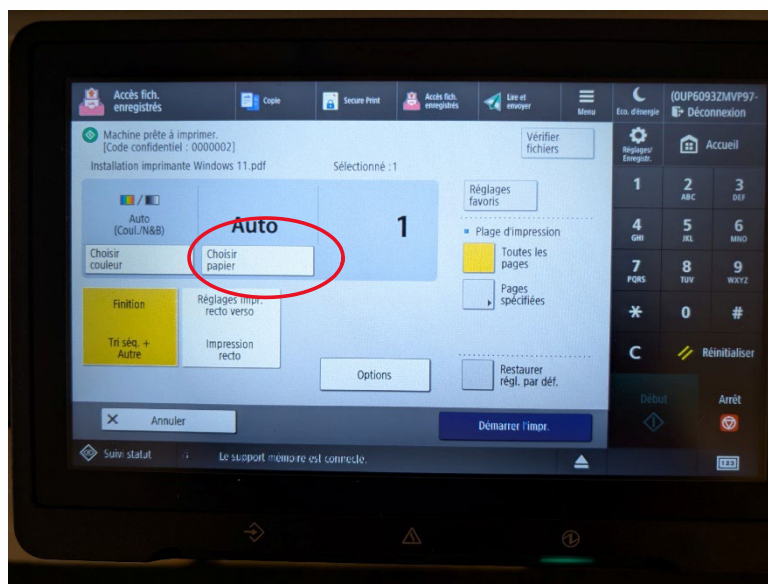 Accès fich.
enregistrés
Copie
Secure Print
Accès fich.
enregistrés
Lire et
envoyer
Menu
Eco. d'énergie
(0UP6093ZMVP97-
Déconnexion
Machine prête à imprimer.
[Code confidentiel : 0000002]
Installation imprimante Windows 11.pdf
Sélectionné :1
Vérifier
fichiers
Réglages/
Enregistr.
Accueil
Auto
(Coul./N&B)
Auto
1
Choisir
couleur
Choisir
papier
Réglages
favoris
Plage d'impression
Toutes les
pages
Pages
spécifiées
Finition
Tri séq. +
Autre
Réglages impr.
recto verso
Impression
recto
Options
Restaurer
régl. par déf.
Annuler
Démarrer l'impr.
Suivi statut
Le support mémoire est connecté.
1
2
ABC
3
DEF
4
GHI
5
JKL
6
MNO
7
PQRS
8
TUV
9
WXYZ
0
#
C
Réinitialiser
Début
Arrêt
123